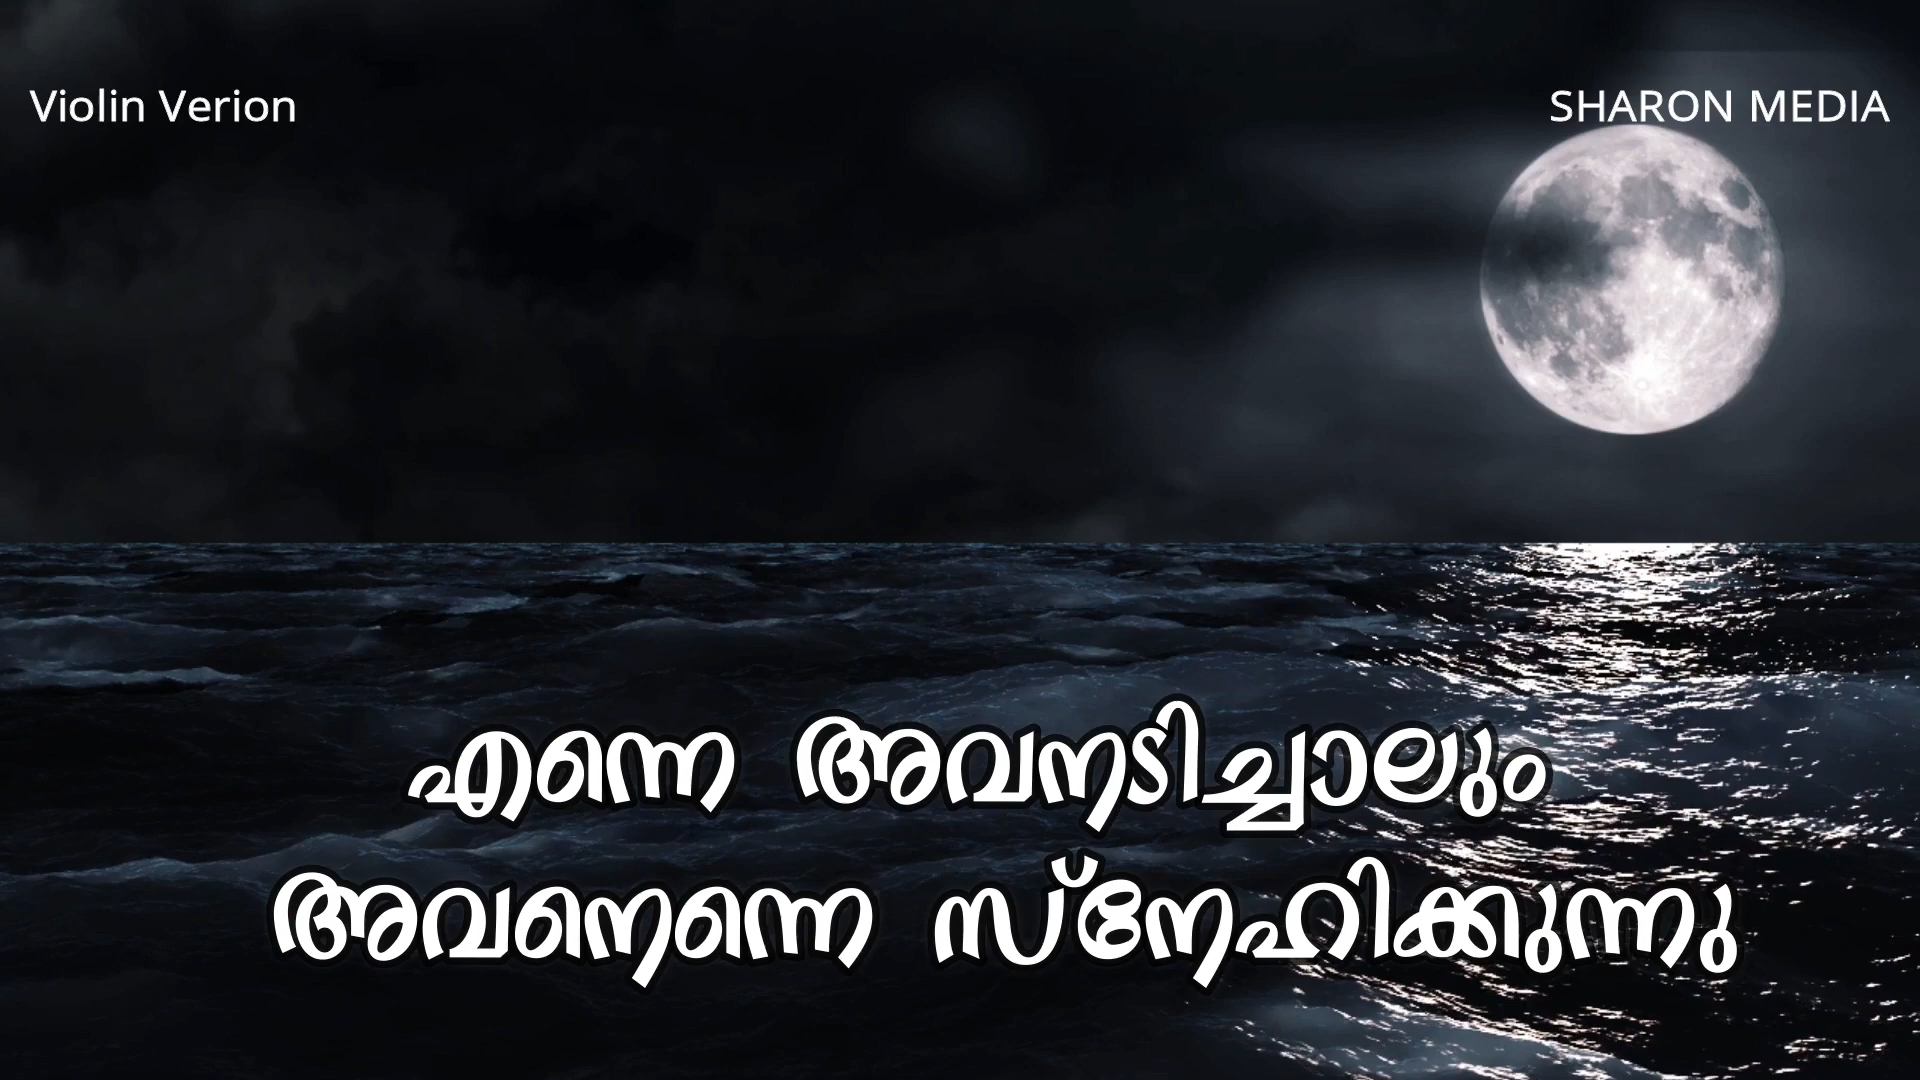 Violin Verion
SHARON MEDIA
എന്നെ അവനടിച്ചാലും
അവനെന്നെ സ്നേഹിക്കുന്നു